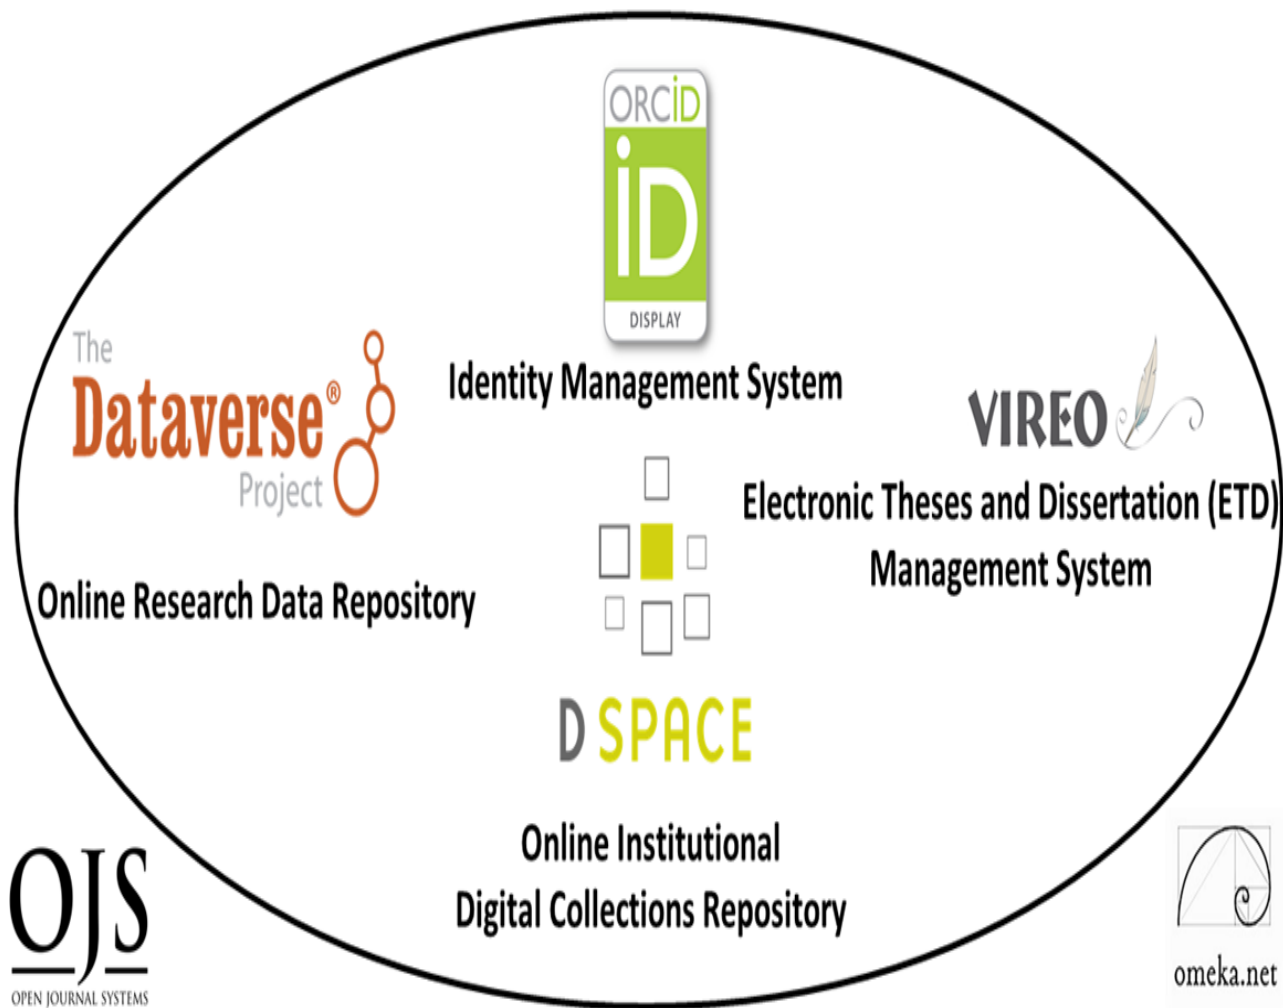 ORCiD
iD
DISPLAY
Identity Management System
The
Dataverse®
Project
Online Research Data Repository
VIREO
Electronic Theses and Dissertation (ETD)
Management System
D SPACE
Online Institutional
Digital Collections Repository
OJS
OPEN JOURNAL SYSTEMS
omeka.net